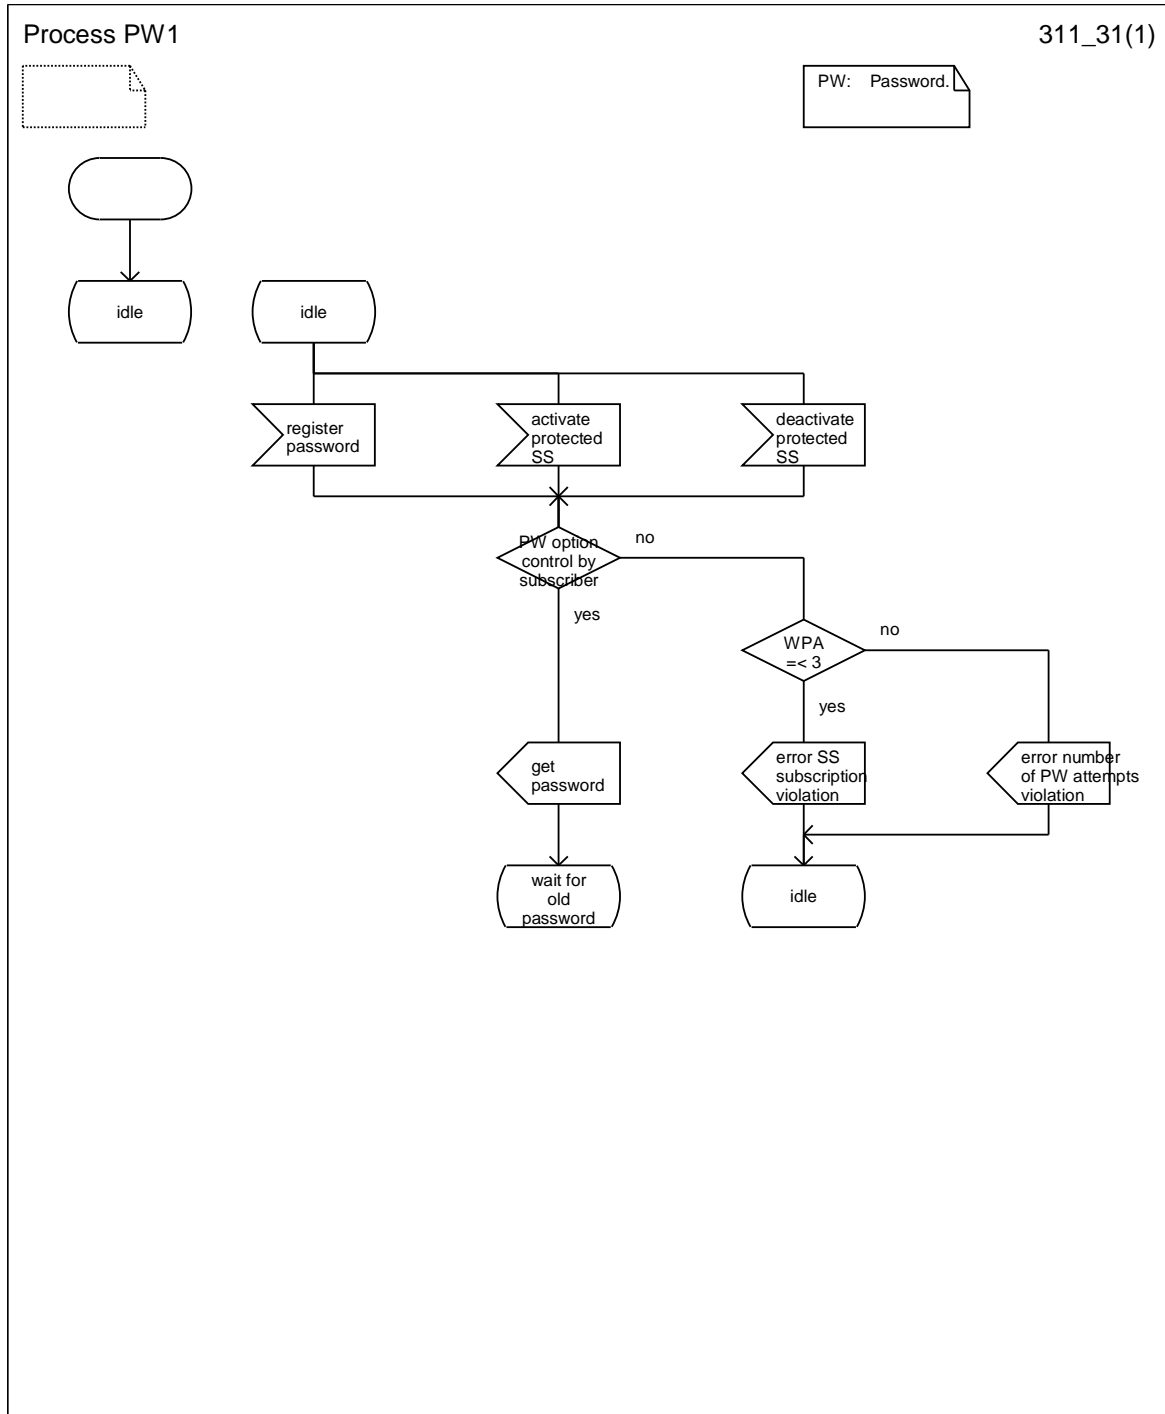 Process PW1
311_31(1)
PW: Password.
idle
idle
register
password
activate
protected
SS
deactivate
protected
SS
PW option
control by
subscriber
no
yes
WPA
=< 3
no
yes
get
password
error SS
subscription
violation
error number
of PW attempts
violation
wait for
old
password
idle